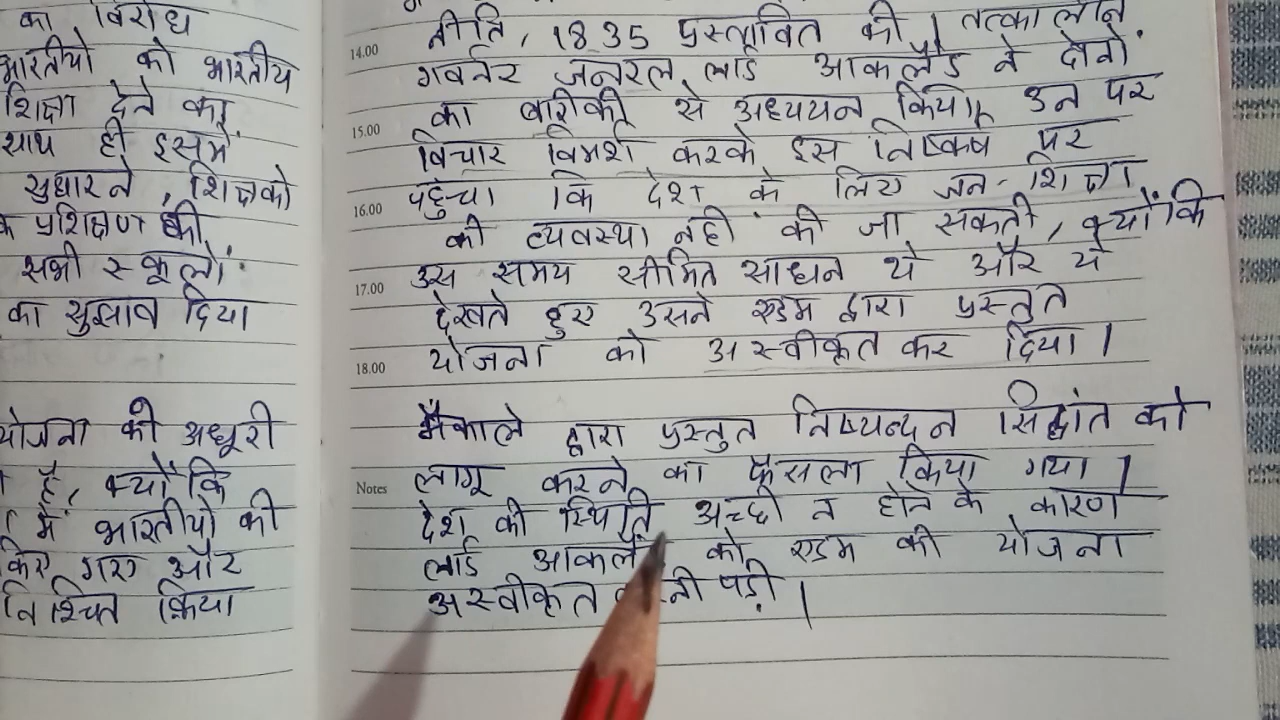 का विरोध
भारतीयो को भारतीय
शिक्षा देने का
साथ ही इसमें
सुधारने, शिक्षको
के प्रशिक्षण की
सभी स्कूलों
का सुझाव दिया
योजना की अधूरी
है, क्योंकि
में भारतीयो की
किए गए और
निश्चित किया
14.00 नीति, 1835 प्रस्तावित की। तत्कालीन
गवर्नर जनरल लार्ड आकलैंड ने दोनो
15.00 का बारीकी से अध्ययन किया, उन पर
विचार विमर्श करके इस निष्कर्ष पर
16.00 पहुंचा कि देश के लिए जन-शिक्षा
की व्यवस्था नही की जा सकती, क्योंकि
17.00 उस समय सीमित साधन थे और ये
देखते हुए उसने एडम द्वारा प्रस्तुत
18.00 योजना को अस्वीकृत कर दिया।
मैकाले द्वारा प्रस्तुत निष्यन्दन सिद्धांत को
Notes लागू करने का फैसला किया गया।
देश की स्थिति अच्छी न होने के कारण
लार्ड को एडम की योजना
अस्वीकृत पड़ी।